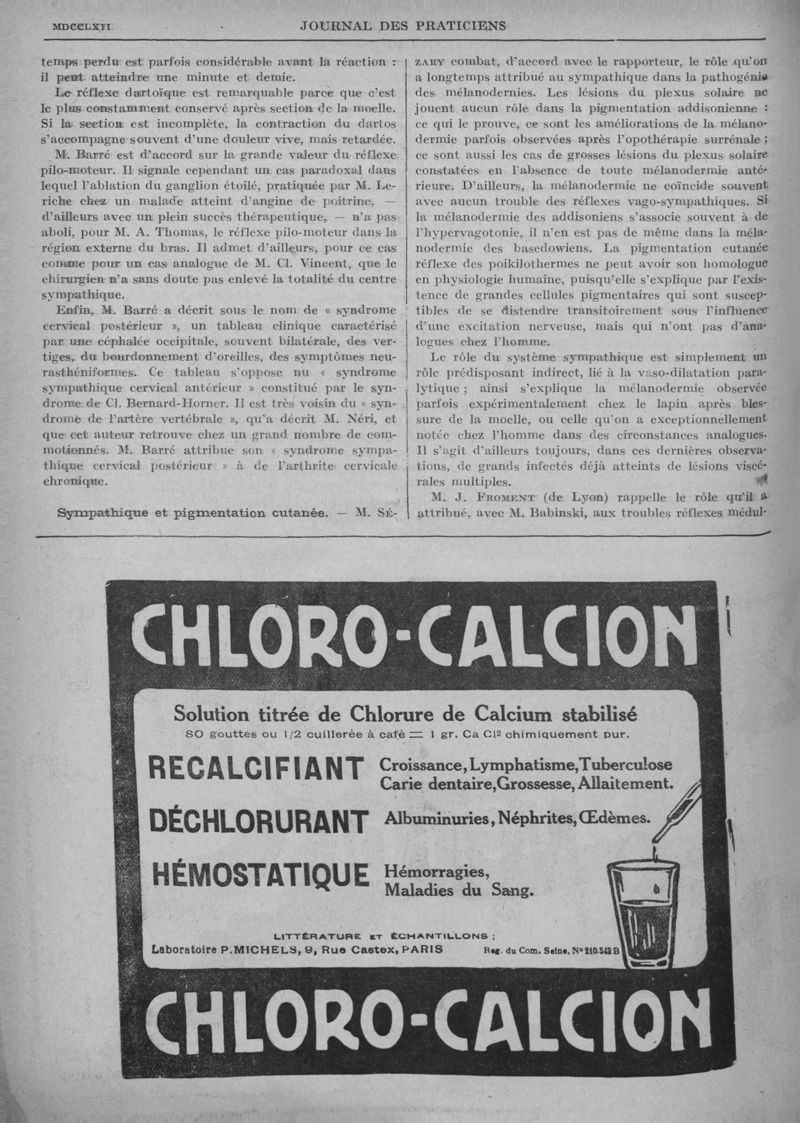 MDCCLXII
JOURNAL DES PRATICIENS
temps perdu est parfois considérable avant la réaction :
il peut atteindre une minute et demie.
Le réflexe dartoïque est remarquable parce que c'est
le plus constamment conservé après section de la moelle.
Si la section est incomplète, la contraction du dartos
s'accompagne souvent d'une douleur vive, mais retardée.
M. Barré est d'accord sur la grande valeur du réflexe
pilo-moteur. Il signale cependant un cas paradoxal dans
lequel l'ablation du ganglion étoilé, pratiquée par M. Le-
riche chez un malade atteint d'angine de poitrine, —
d'ailleurs avec un plein succès thérapeutique, — n'a pas
aboli, pour M. A. Thomas, le réflexe pilo-moteur dans la
région externe du bras. Il admet d'ailleurs, pour ce cas
comme pour un cas analogue de M. Cl. Vincent, que le
chirurgien n'a sans doute pas enlevé la totalité du centre
sympathique.
Enfin, M. Barré a décrit sous le nom de « syndrome
cervical postérieur », un tableau clinique caractérisé
par une céphalée occipitale, souvent bilatérale, des ver-
tiges, du bourdonnement d'oreilles, des symptômes neu-
rasthéniformes. Ce tableau s'oppose nu « syndrome
sympathique cervical antérieur » constitué par le syn-
drome de Cl. Bernard-Horner. Il est très voisin du « syn-
drome de l'artère vertébrale », qu'a décrit M. Néri, et
que cet auteur retrouve chez un grand nombre de com-
motionnés. M. Barré attribue son « syndrome sympa-
thique cervical postérieur » à de l'arthrite cervicale
chronique.
Sympathique et pigmentation cutanée. — M. SÉ-
ZARY combat, d'accord avec le rapporteur, le rôle qu'on
a longtemps attribué au sympathique dans la pathogénie
des mélanodernies. Les lésions du plexus solaire ne
jouent aucun rôle dans la pigmentation addisonienne :
ce qui le prouve, ce sont les améliorations de la mélano-
dermie parfois observées après l'opothérapie surrénale ;
ce sont aussi les cas de grosses lésions du plexus solaire
constatées en l'absence de toute mélanodermie anté-
rieure. D'ailleurs, la mélanodermie ne coïncide souvent
avec aucun trouble des réflexes vago-sympathiques. Si
la mélanodermie des addisoniens s'associe souvent à de
l'hypervagotonie, il n'en est pas de même dans la méla-
nodermie des basedowiens. La pigmentation cutanée
réflexe des poikilothermes ne peut avoir son homologue
en physiologie humaine, puisqu'elle s'explique par l'exis-
tence de grandes cellules pigmentaires qui sont suscep-
tibles de se distendre transitoirement sous l'influence
d'une excitation nerveuse, mais qui n'ont pas d'ana-
logues chez l'homme.
Le rôle du système sympathique est simplement un
rôle prédisposant indirect, lié à la vaso-dilatation para-
lytique ; ainsi s'explique la mélanodermie observée
parfois expérimentalement chez le lapin après bles-
sure de la moelle, ou celle qu'on a exceptionnellement
notée chez l'homme dans des circonstances analogues.
Il s'agit d'ailleurs toujours, dans ces dernières observa-
tions, de grands infectés déjà atteints de lésions viscé-
rales multiples.
M. J. FROMENT (de Lyon) rappelle le rôle qu'il a
attribué, avec M. Babinski, aux troubles réflexes médul-
CHLORO-CALCION
Solution titrée de Chlorure de Calcium stabilisé
80 gouttes ou 1/2 cuillerée à café = 1 gr. Ca Cl² chimiquement pur.
RECALCIFIANT Croissance, Lymphatisme, Tuberculose
Carie dentaire, Grossesse, Allaitement.
DÉCHLORURANT Albuminuries, Néphrites, Œdèmes.
HÉMOSTATIQUE Hémorragies,
Maladies du Sang.
LITTÉRATURE ET ÉCHANTILLONS :
Laboratoire P. MICHELS, 9, Rue Castex, PARIS
Reg. du Com. Seine, N° 210.542 B
CHLORO-CALCION